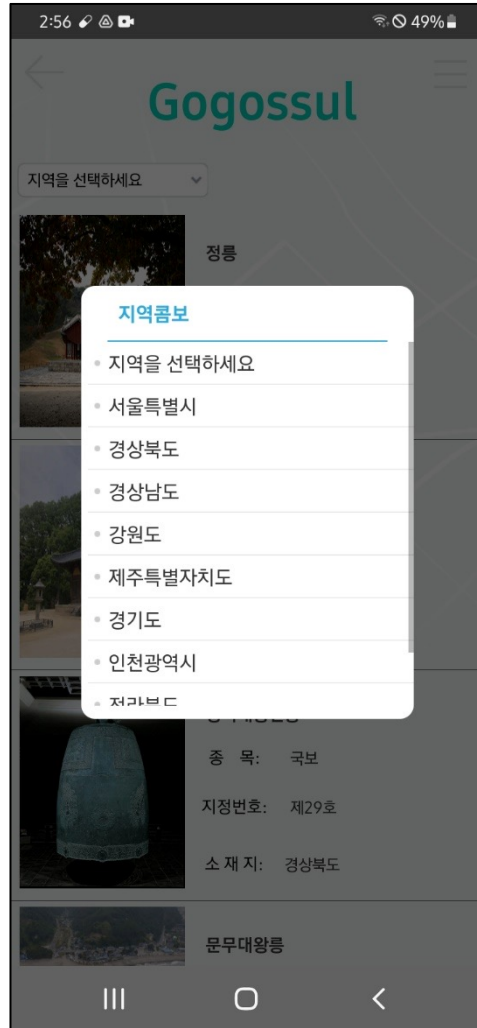 2:56
49%
Gogossul
지역을 선택하세요
정릉
지역콤보
지역을 선택하세요
서울특별시
경상북도
경상남도
강원도
제주특별자치도
경기도
인천광역시
전라북도
종 목: 국보
지정번호: 제29호
소 재 지: 경상북도
문무대왕릉